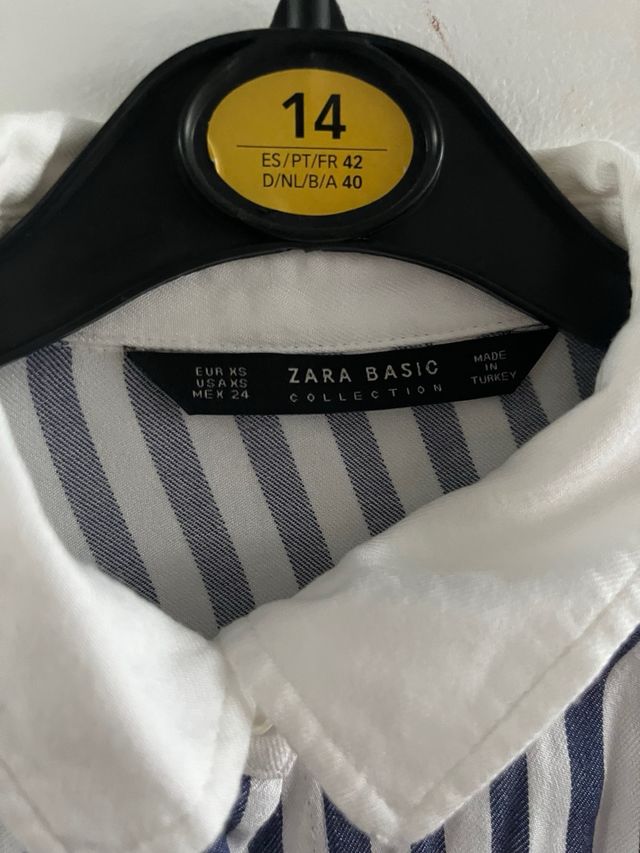 14
ES/PT/FR 42
D/NL/B/A 40
EUR XS
USA XS
MEX 24
ZARA BASIC
COLLECTION
MADE
IN
TURKEY